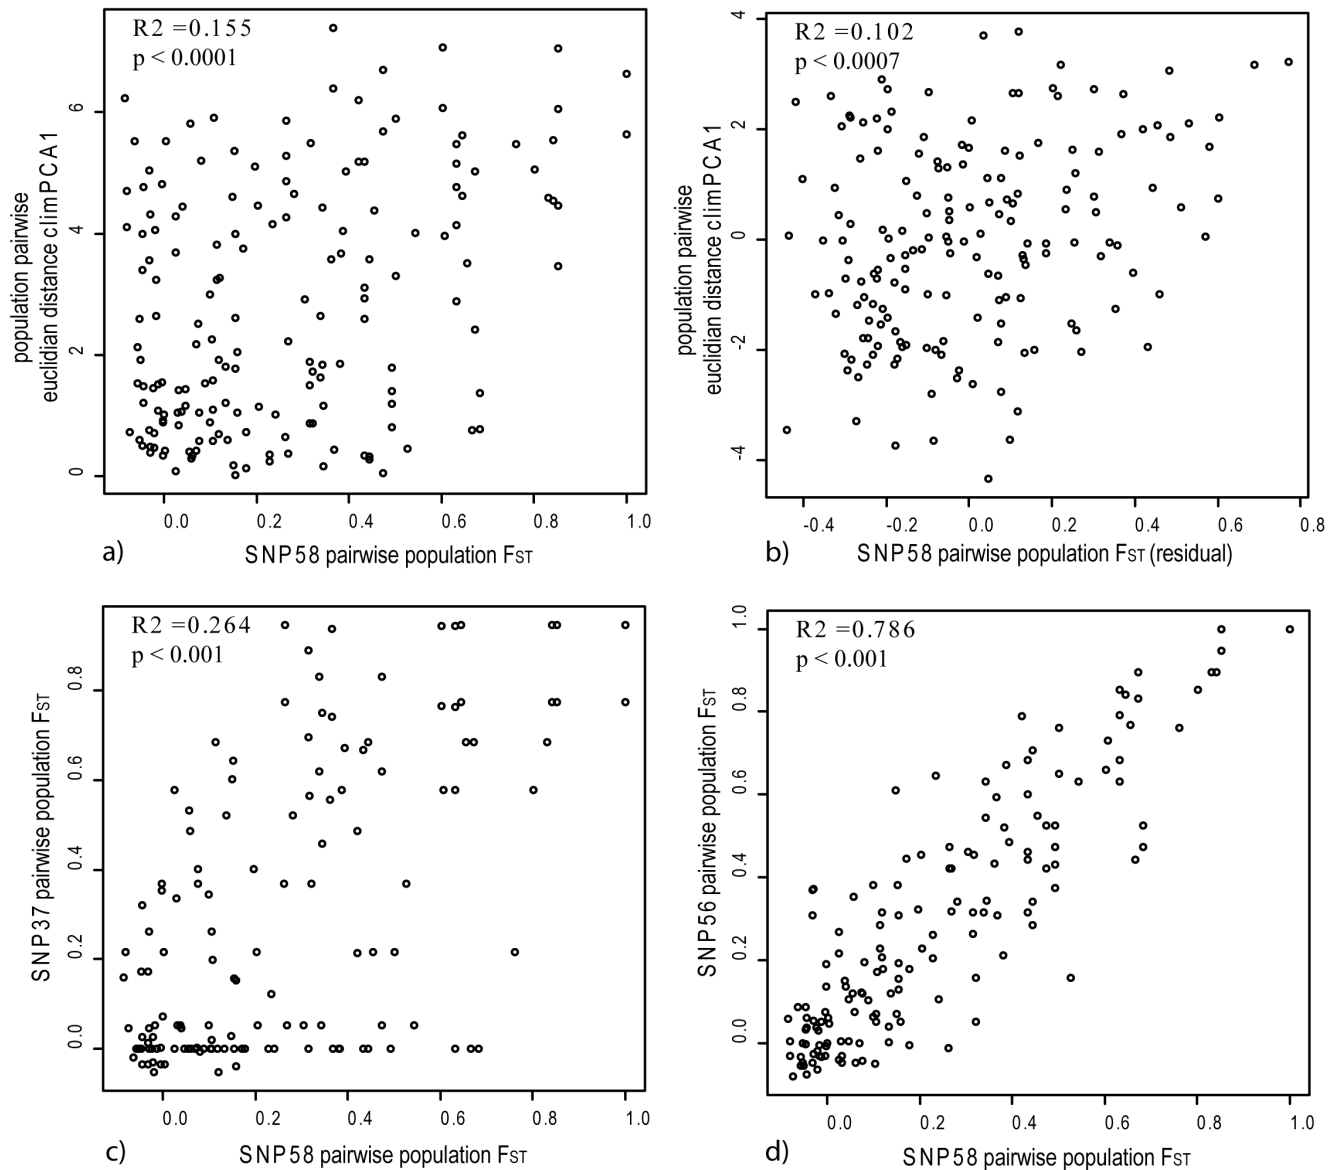 R2 =0.155
p < 0.0001
population pairwise
euclidian distance climPCA1
0
2
4
6
0.0
0.2
0.4
0.6
0.8
1.0
a)
SNP58 pairwise population FST
R2 =0.102
p < 0.0007
population pairwise
euclidian distance climPCA1
-4
-2
0
2
4
-0.4
-0.2
0.0
0.2
0.4
0.6
0.8
b)
SNP58 pairwise population FST (residual)
R2 =0.264
p < 0.001
SNP37 pairwise population FST
0.0
0.2
0.4
0.6
0.8
0.0
0.2
0.4
0.6
0.8
1.0
c)
SNP58 pairwise population FST
R2 =0.786
p < 0.001
SNP56 pairwise population FST
0.0
0.2
0.4
0.6
0.8
1.0
0.0
0.2
0.4
0.6
0.8
1.0
d)
SNP58 pairwise population FST